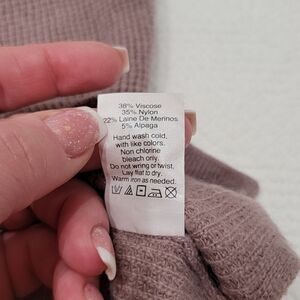 38% Viscose
35% Nylon
22% Laine De Merinos
5% Alpaga
Hand wash cold,
with like colors.
Non chlorine
bleach only.
Do not wring or twist.
Lay flat to dry.
Warm iron as needed.